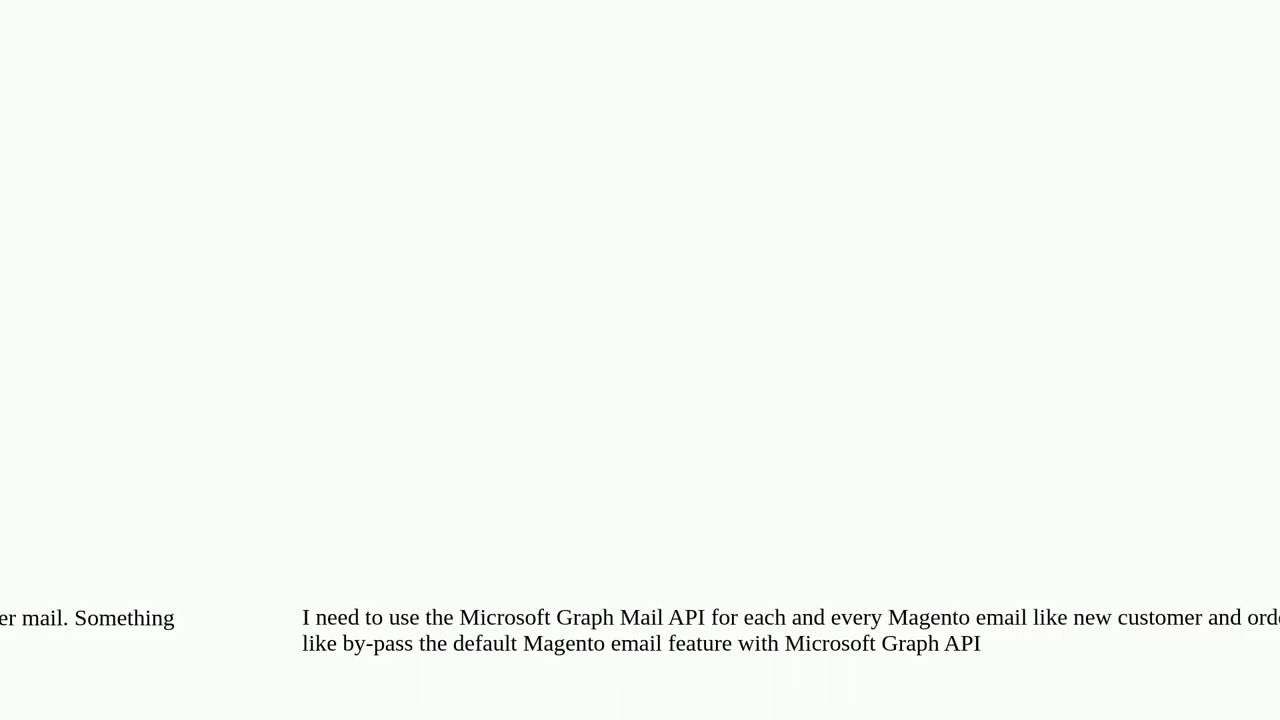 er mail. Something
I need to use the Microsoft Graph Mail API for each and every Magento email like new customer and orde
like by-pass the default Magento email feature with Microsoft Graph API